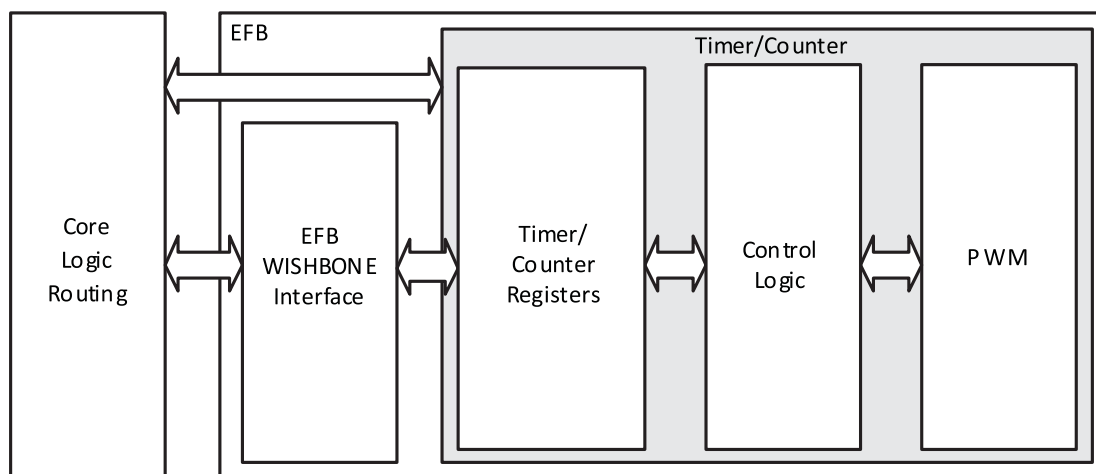 EFB
Timer/Counter
Core
Logic
Routing
EFB
WISHBONE
Interface
Timer/
Counter
Registers
Control
Logic
PWM